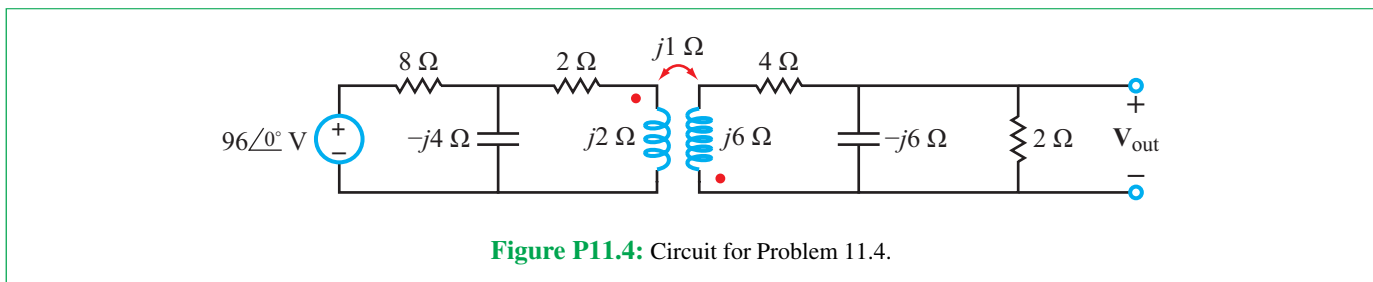 j1 Ω
8 Ω 2 Ω 4 Ω
+
96∠0° V + −j4 Ω j2 Ω j6 Ω −j6 Ω 2 Ω Vout
−
−
Figure P11.4: Circuit for Problem 11.4.